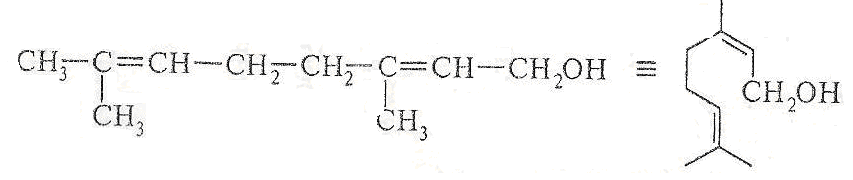 CH₃–C=CH–CH₂–CH₂–C=CH–CH₂OH ≡
CH₂OH
CH₃ CH₃